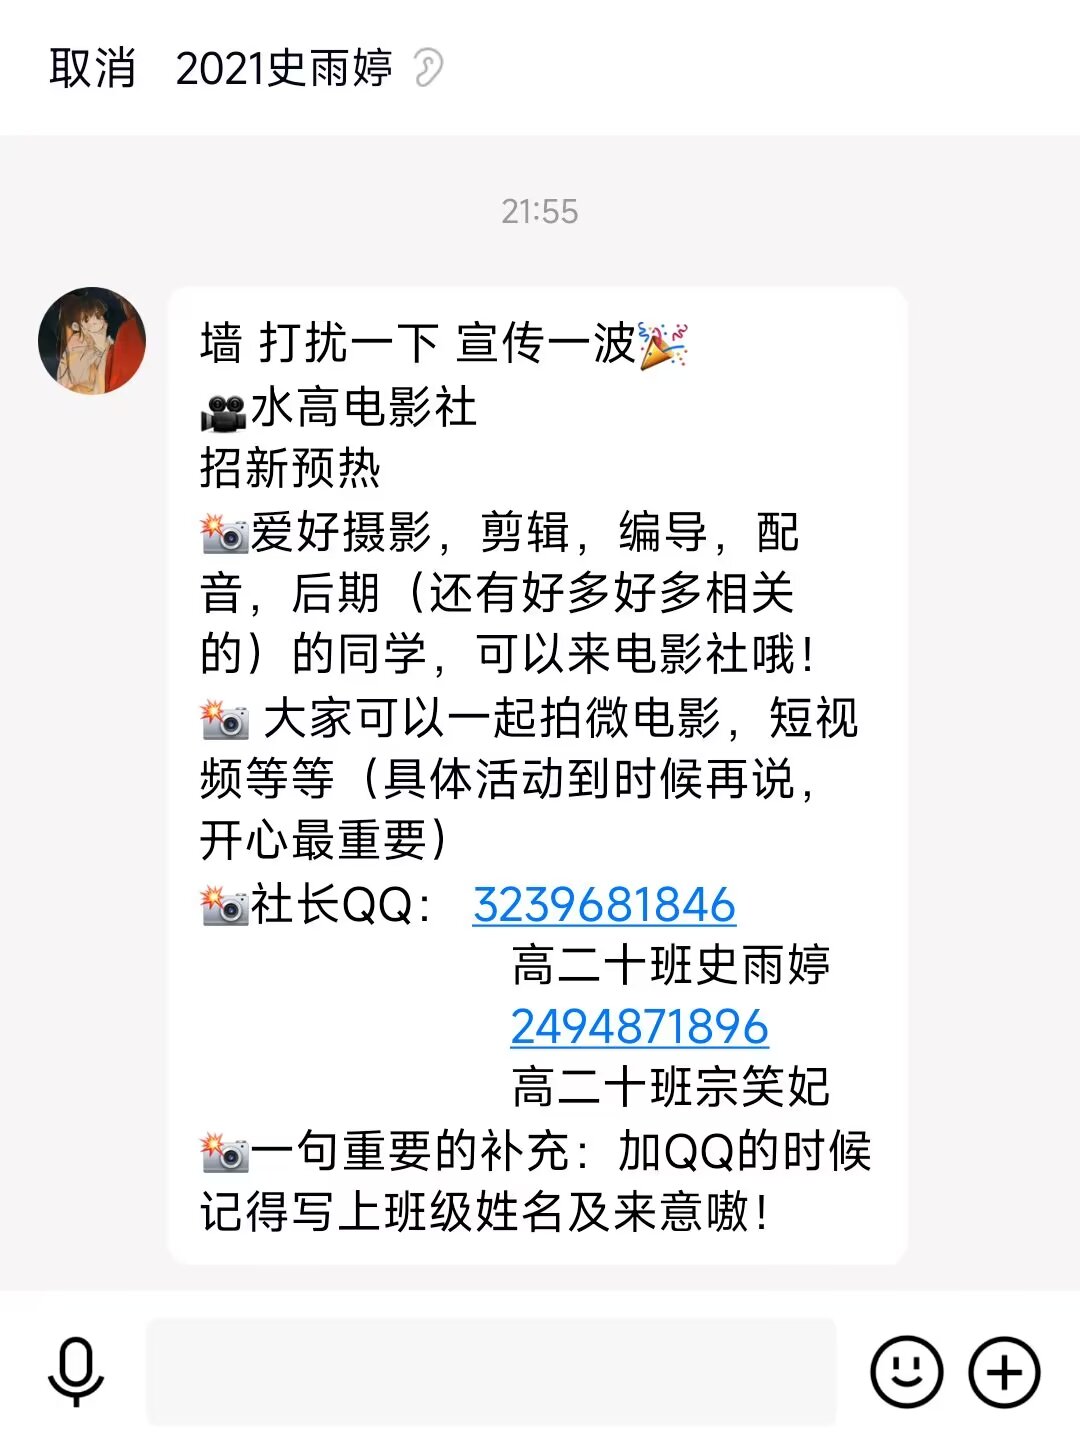 取消 2021史雨婷
21:55
墙 打扰一下 宣传一波🎉
🎥水高电影社
招新预热
📸爱好摄影，剪辑，编导，配
音，后期（还有好多好多相关
的）的同学，可以来电影社哦！
📸 大家可以一起拍微电影，短视
频等等（具体活动到时候再说，
开心最重要）
📸社长QQ： 3239681846
高二十班史雨婷
2494871896
高二十班宗笑妃
📸一句重要的补充：加QQ的时候
记得写上班级姓名及来意嗷！